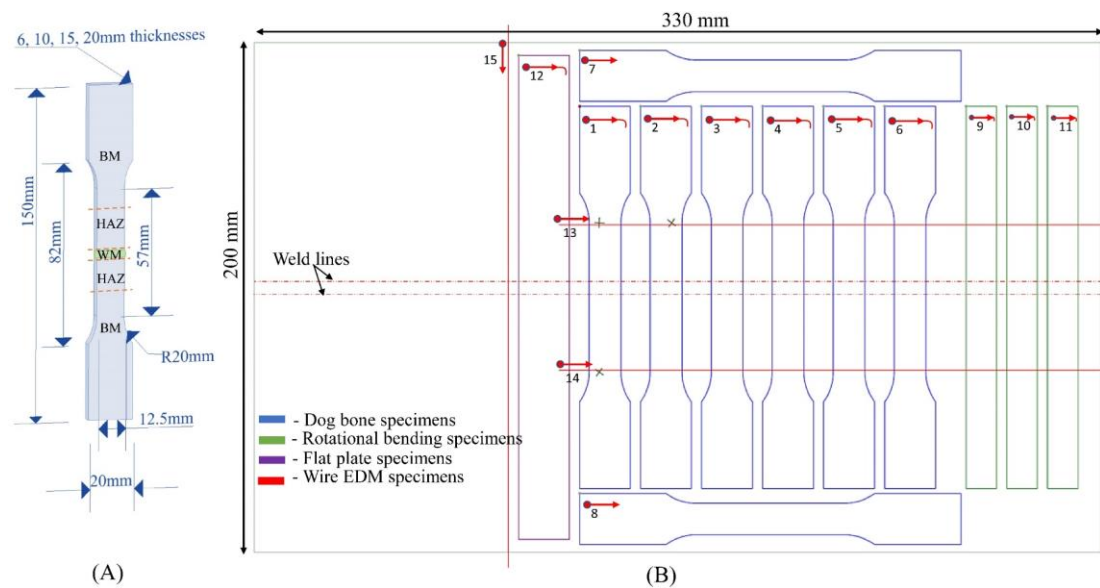 6, 10, 15, 20mm thicknesses
BM
HAZ
WM
HAZ
BM
150mm
82mm
57mm
R20mm
12.5mm
20mm
(A)
330 mm
200 mm
15
12
7
1
2
3
4
5
6
9
10
11
13
Weld lines
14
- Dog bone specimens
- Rotational bending specimens
- Flat plate specimens
- Wire EDM specimens
8
(B)